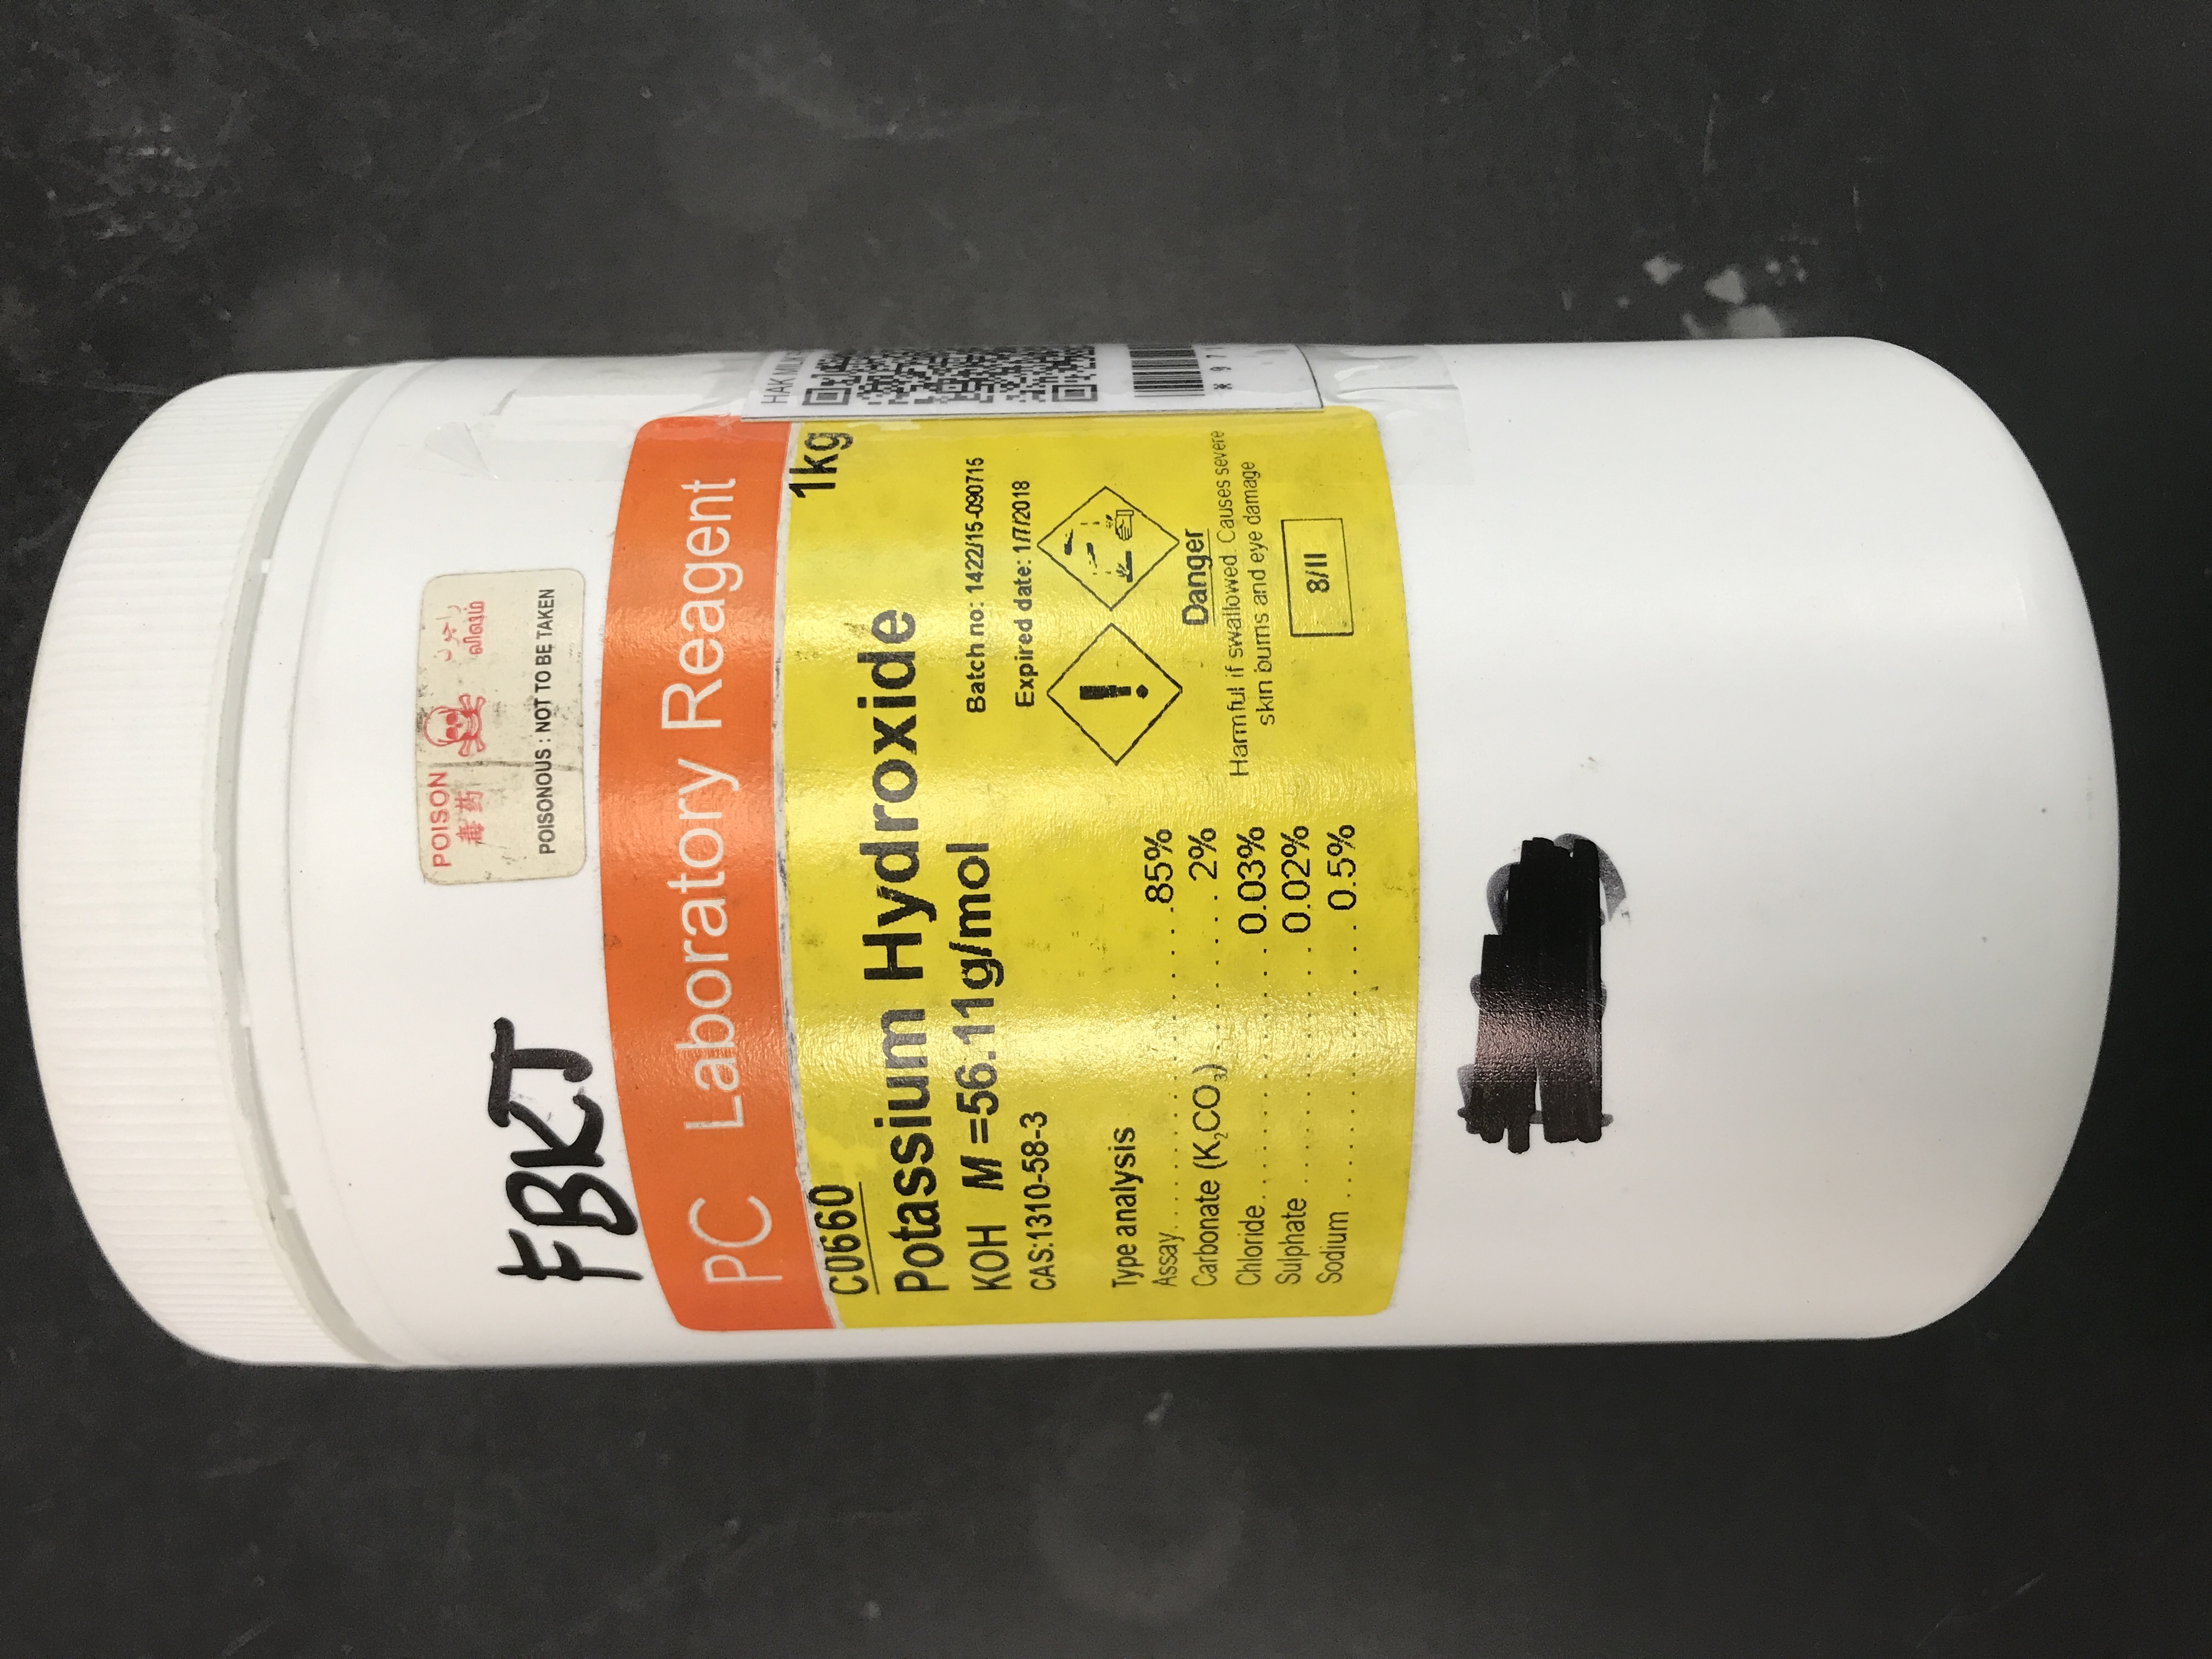 FBKT
POISON
毒药
விஷம்
POISONOUS : NOT TO BE TAKEN
PC Laboratory Reagent
C0660
1kg
Potassium Hydroxide
KOH M =56.11g/mol
CAS:1310-58-3
Batch no: 1422/15-090715
Expired date: 1/7/2018
Type analysis
Assay..........85%
Carbonate (K₂CO₃)..........2%
Chloride..........0.03%
Sulphate..........0.02%
Sodium..........0.5%
Danger
Harmful if swallowed. Causes severe
skin burns and eye damage
8/II
HAK